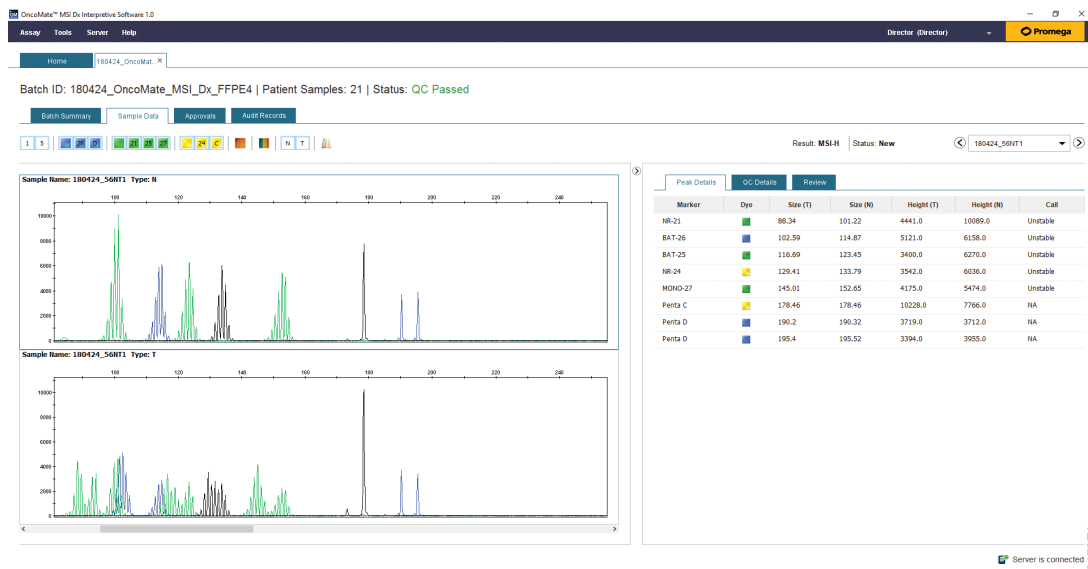 OncoMate™ MSI Dx Interpretive Software 1.0
Assay Tools Server Help Director (Director) Promega
Home 180424_OncoMat...
Batch ID: 180424_OncoMate_MSI_Dx_FFPE4 | Patient Samples: 21 | Status: QC Passed
Batch Summary Sample Data Approvals Audit Records
1 S 26 D 21 25 27 24 C N T Result: MSI-H Status: New 180424_56NT1
Sample Name: 180424_56NT1 Type: N
100 120 140 160 180 200 220 240
10000
8000
6000
4000
2000
0
Sample Name: 180424_56NT1 Type: T
100 120 140 160 180 200 220 240
10000
8000
6000
4000
2000
0
Peak Details QC Details Review
Marker Dye Size (T) Size (N) Height (T) Height (N) Call
NR-21 88.34 101.22 4441.0 10089.0 Unstable
BAT-26 102.59 114.87 5121.0 6158.0 Unstable
BAT-25 116.69 123.45 3400.0 6270.0 Unstable
NR-24 129.41 133.79 3542.0 6036.0 Unstable
MONO-27 145.01 152.65 4175.0 5474.0 Unstable
Penta C 178.46 178.46 10228.0 7766.0 NA
Penta D 190.2 190.32 3719.0 3712.0 NA
Penta D 195.4 195.52 3394.0 3955.0 NA
Server is connected